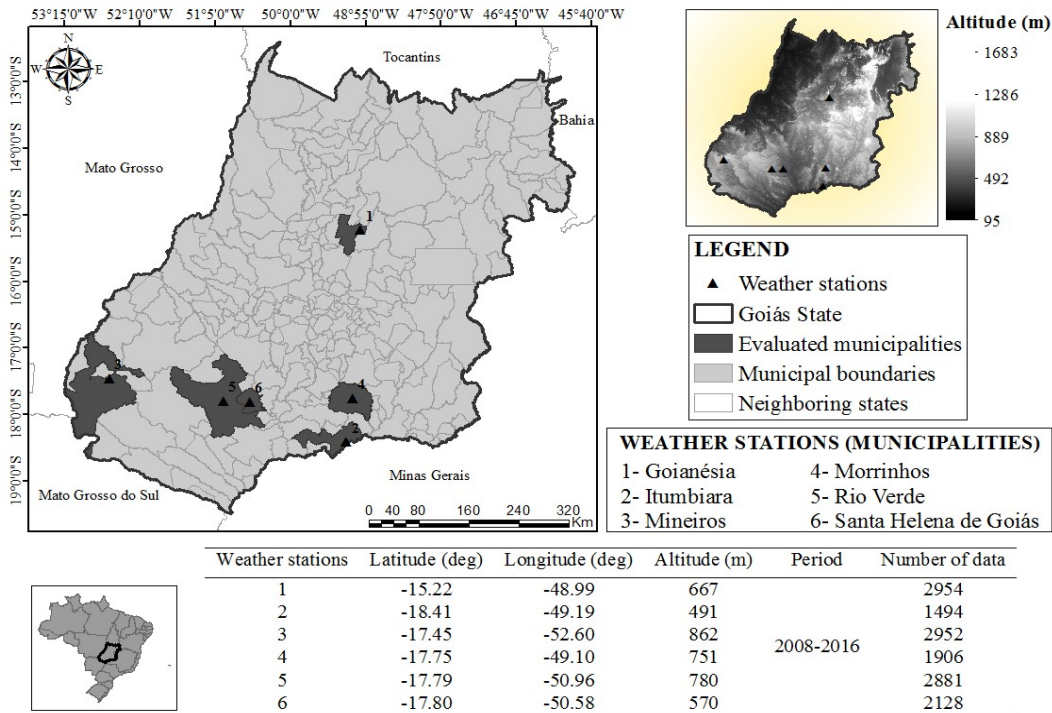 53°15'0"W 52°10'0"W 51°5'0"W 50°0'0"W 48°55'0"W 47°50'0"W 46°45'0"W 45°40'0"W
N
W E
S
13°0'0"S
14°0'0"S
15°0'0"S
16°0'0"S
17°0'0"S
18°0'0"S
19°0'0"S
Tocantins
Bahia
Mato Grosso
1
3
5 6
4
2
Minas Gerais
Mato Grosso do Sul
0 40 80 160 240 320
Km
Altitude (m)
1683
1286
889
492
95
LEGEND
Weather stations
Goiás State
Evaluated municipalities
Municipal boundaries
Neighboring states
WEATHER STATIONS (MUNICIPALITIES)
1- Goianésia 4- Morrinhos
2- Itumbiara 5- Rio Verde
3- Mineiros 6- Santa Helena de Goiás
Weather stations Latitude (deg) Longitude (deg) Altitude (m) Period Number of data
1 -15.22 -48.99 667 2954
2 -18.41 -49.19 491 1494
3 -17.45 -52.60 862 2952
2008-2016
4 -17.75 -49.10 751 1906
5 -17.79 -50.96 780 2881
6 -17.80 -50.58 570 2128